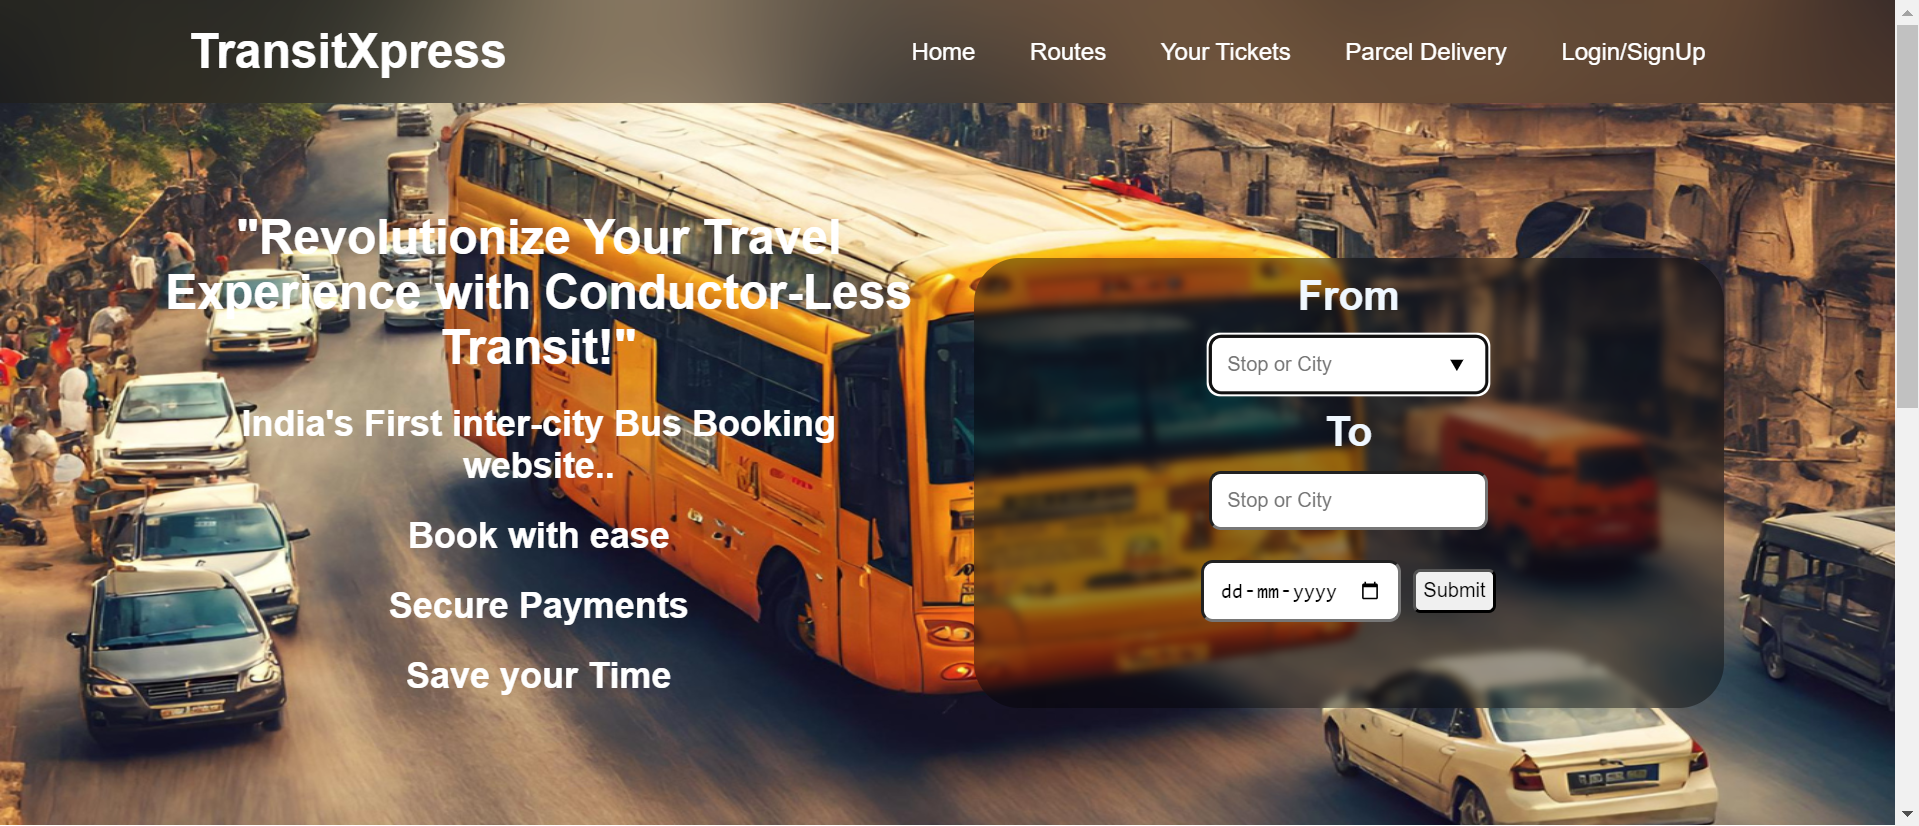 TransitXpress
Home Routes Your Tickets Parcel Delivery Login/SignUp
"Revolutionize Your Travel
Experience with Conductor-Less
Transit!"
India's First inter-city Bus Booking
website..
Book with ease
Secure Payments
Save your Time
From
Stop or City
To
Stop or City
dd-mm-yyyy
Submit